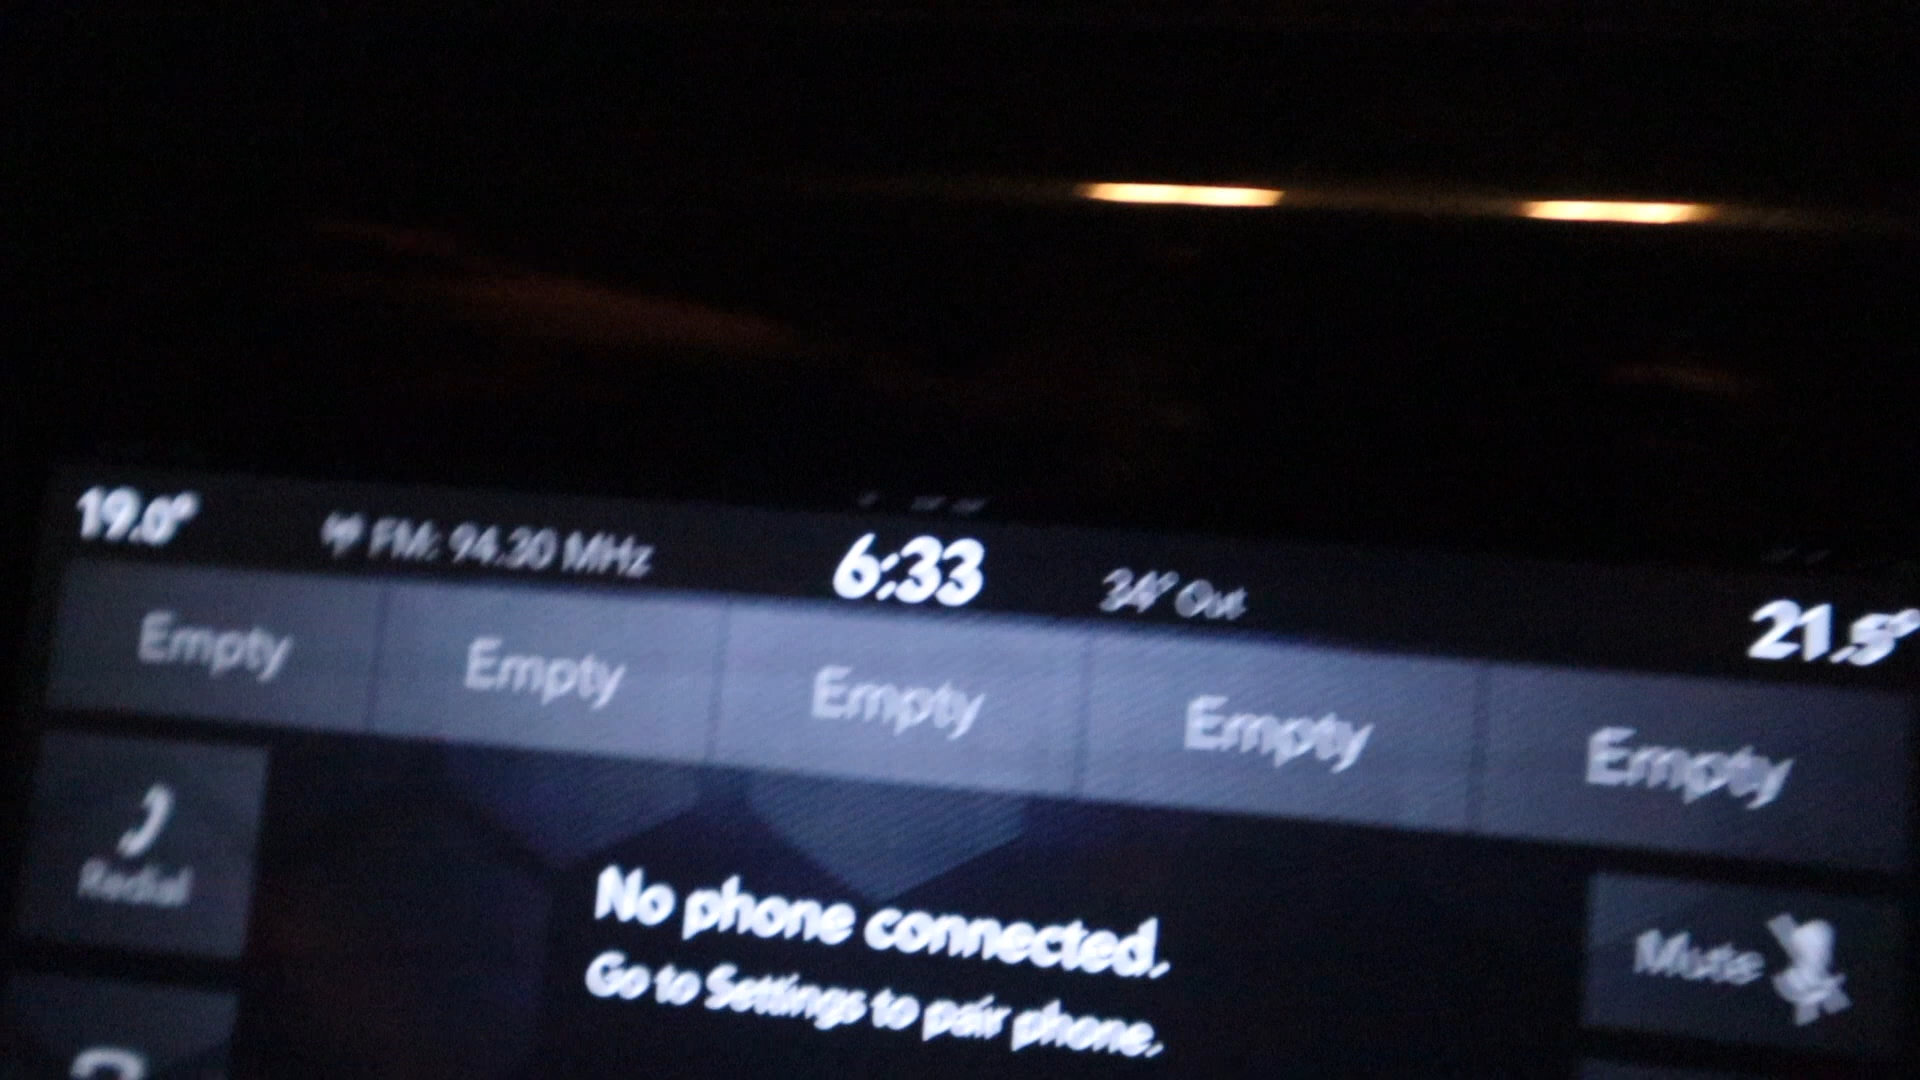 19.0° FM: 94.30 MHz 6:33 34° Out 21.5°
Empty Empty Empty Empty Empty
Redial
No phone connected.
Mute
Go to Settings to pair phone.